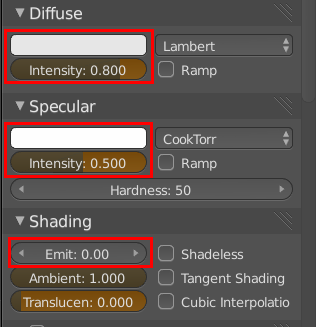 Diffuse
Lambert
Intensity: 0.800 Ramp
Specular
CookTorr
Intensity: 0.500 Ramp
Hardness: 50
Shading
Emit: 0.00 Shadeless
Ambient: 1.000 Tangent Shading
Translucen: 0.000 Cubic Interpolatio